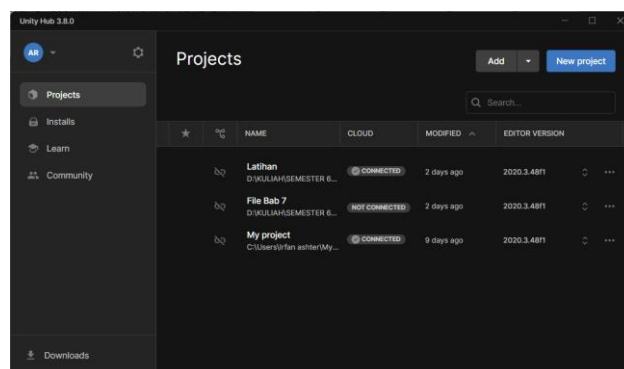 Unity Hub 3.8.0
AR
Projects
Installs
Learn
Community
Downloads
Projects
Add
New project
Search...
NAME CLOUD MODIFIED EDITOR VERSION
Latihan
D:\KULIAH\SEMESTER 6... CONNECTED 2 days ago 2020.3.48f1
File Bab 7
D:\KULIAH\SEMESTER 6... NOT CONNECTED 2 days ago 2020.3.48f1
My project
C:\Users\Irfan ashter\My... CONNECTED 9 days ago 2020.3.48f1